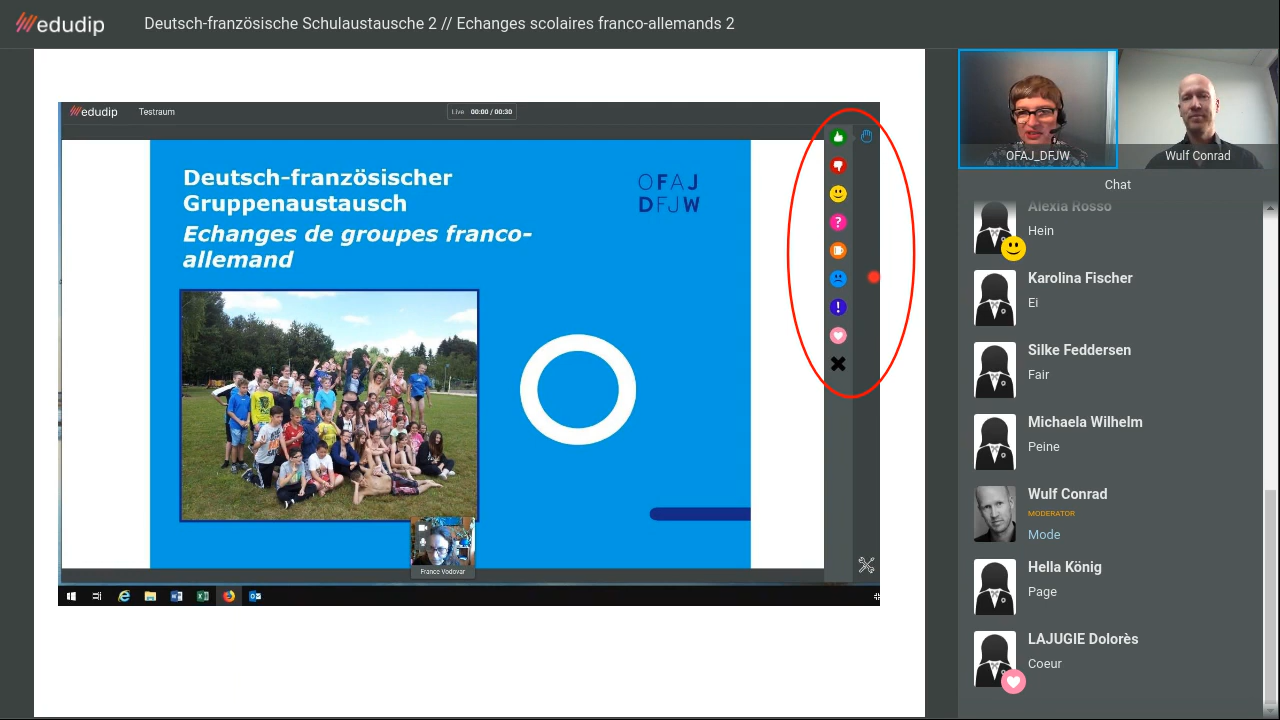 edudip
Deutsch-französische Schulaustausche 2 // Echanges scolaires franco-allemands 2
edudip
Testraum
Live 00:00 / 00:30
Deutsch-französischer
Gruppenaustausch
Echanges de groupes franco-
allemand
OFAJ
DFJW
France Vodovar
OFAJ_DFJW
Wulf Conrad
Chat
Alexia Rosso
Hein
Karolina Fischer
Ei
Silke Feddersen
Fair
Michaela Wilhelm
Peine
Wulf Conrad
MODERATOR
Mode
Hella König
Page
LAJUGIE Dolorès
Coeur